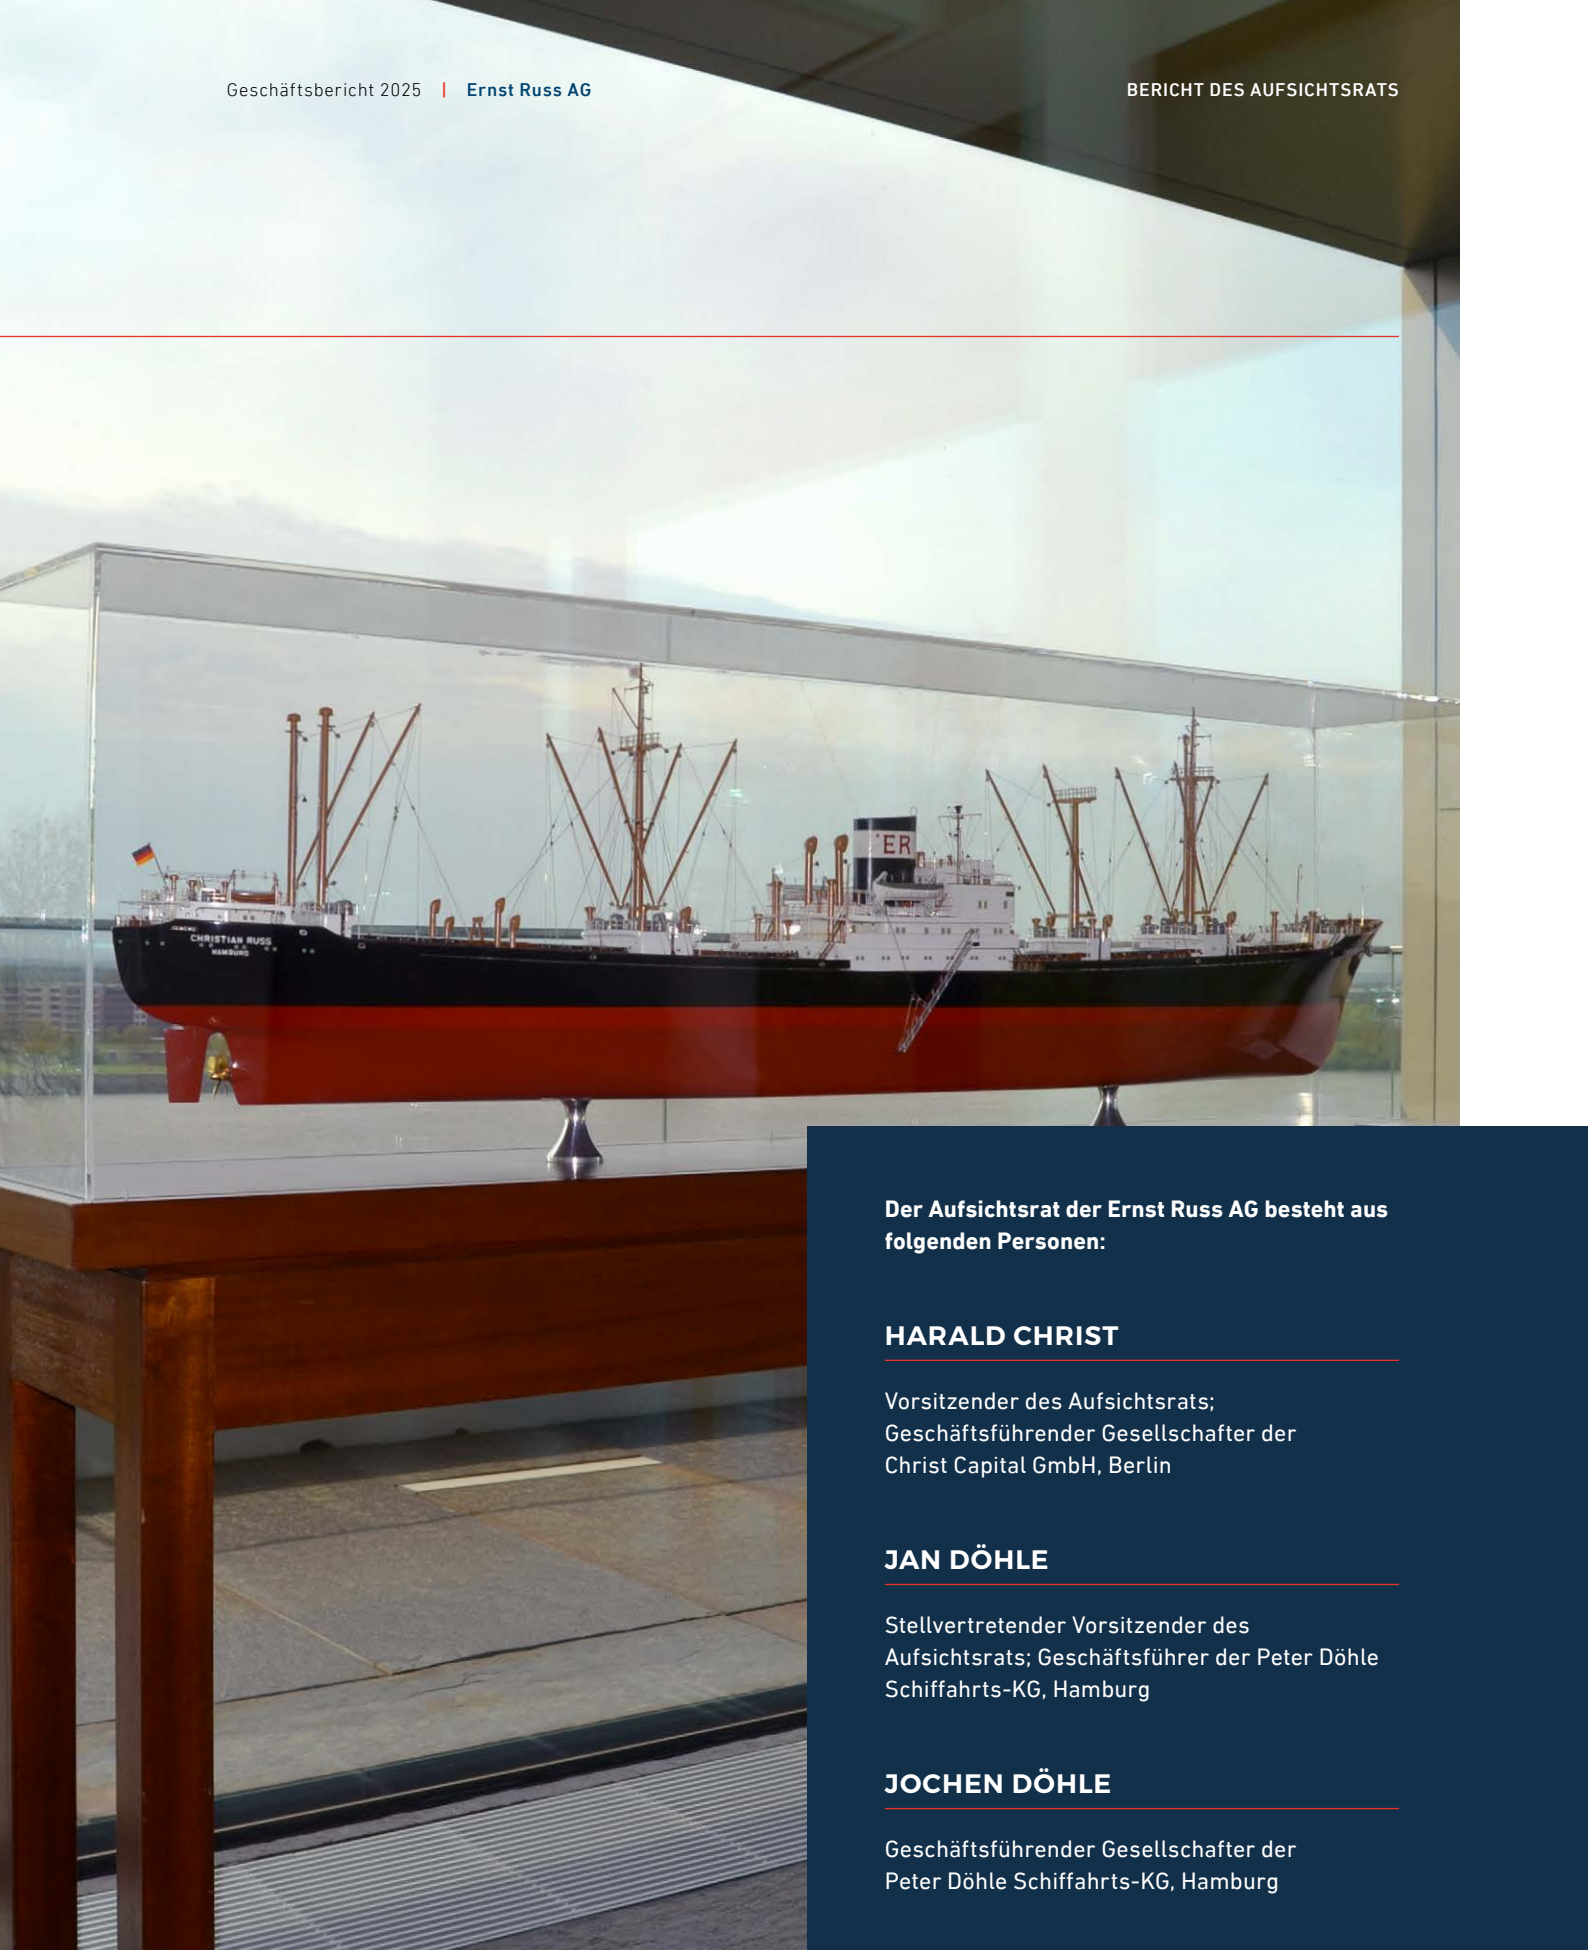 Geschäftsbericht 2025 | Ernst Russ AG
BERICHT DES AUFSICHTSRATS
ER
CHRISTIAN RUSS
HAMBURG
Der Aufsichtsrat der Ernst Russ AG besteht aus
folgenden Personen:
HARALD CHRIST
Vorsitzender des Aufsichtsrats;
Geschäftsführender Gesellschafter der
Christ Capital GmbH, Berlin
JAN DÖHLE
Stellvertretender Vorsitzender des
Aufsichtsrats; Geschäftsführer der Peter Döhle
Schiffahrts-KG, Hamburg
JOCHEN DÖHLE
Geschäftsführender Gesellschafter der
Peter Döhle Schiffahrts-KG, Hamburg